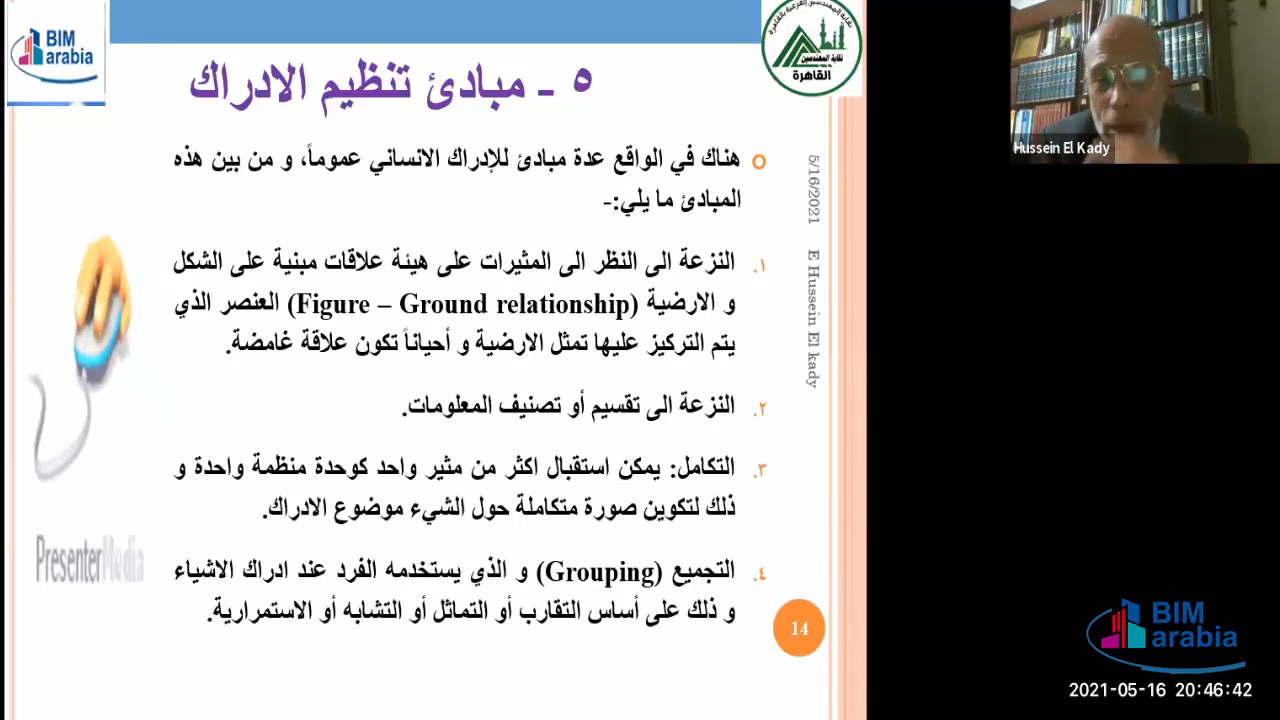 BIM
arabia
نقابة المهندسين الفرعية بالقاهرة
نقابة المهندسين
القاهرة
٥ - مبادئ تنظيم الادراك
هناك في الواقع عدة مبادئ للإدراك الانساني عموماً، و من بين هذه
المبادئ ما يلي:-
١. النزعة الى النظر الى المثيرات على هيئة علاقات مبنية على الشكل
و الارضية (Figure – Ground relationship) العنصر الذي
يتم التركيز عليها تمثل الارضية و أحياناً تكون علاقة غامضة.
٢. النزعة الى تقسيم أو تصنيف المعلومات.
٣. التكامل: يمكن استقبال اكثر من مثير واحد كوحدة منظمة واحدة و
ذلك لتكوين صورة متكاملة حول الشيء موضوع الادراك.
٤. التجميع (Grouping) و الذي يستخدمه الفرد عند ادراك الاشياء
و ذلك على أساس التقارب أو التماثل أو التشابه أو الاستمرارية.
5/16/2021
E Hussein El kady
PresenterMedia
14
Hussein El Kady
BIM
arabia
2021-05-16 20:46:42